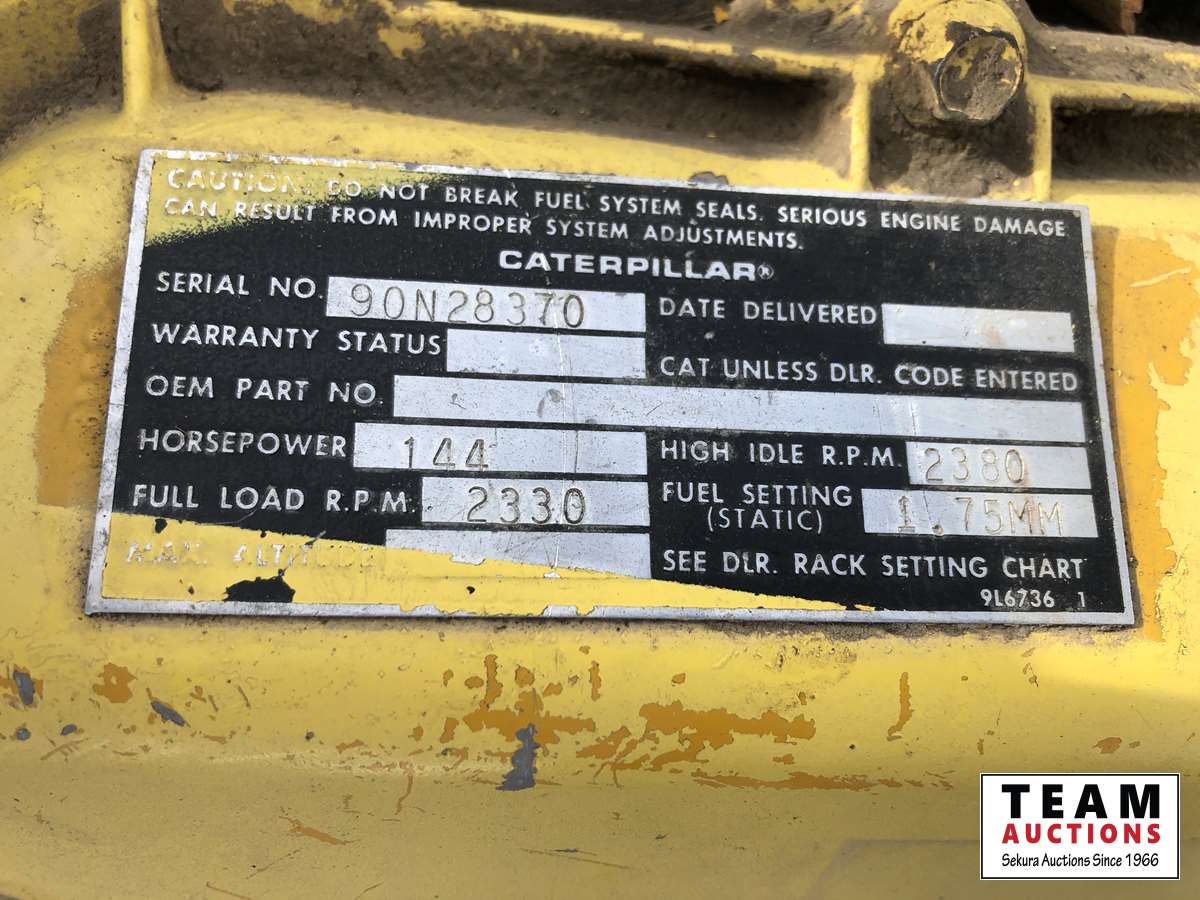 CAUTION: DO NOT BREAK FUEL SYSTEM SEALS. SERIOUS ENGINE DAMAGE
CAN RESULT FROM IMPROPER SYSTEM ADJUSTMENTS.
CATERPILLAR®
SERIAL NO. 90N28370 DATE DELIVERED
WARRANTY STATUS CAT UNLESS DLR. CODE ENTERED
OEM PART NO.
HORSEPOWER 144 HIGH IDLE R.P.M. 2380
FULL LOAD R.P.M. 2330 FUEL SETTING (STATIC) 1.75MM
MAX. ALTITUDE SEE DLR. RACK SETTING CHART
9L6736 1
TEAM
AUCTIONS
Sekura Auctions Since 1966